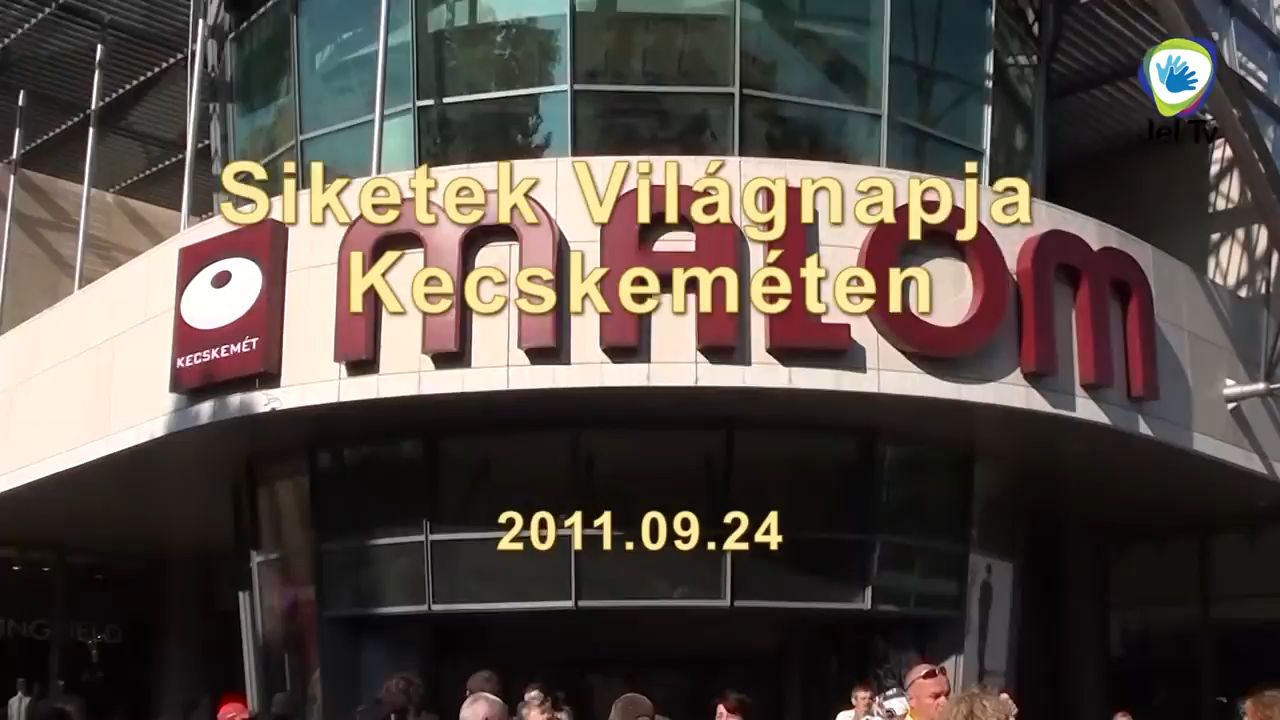 Jel Tv
Siketek Világnapja
MALOM
Kecskeméten
KECSKEMÉT
2011.09.24